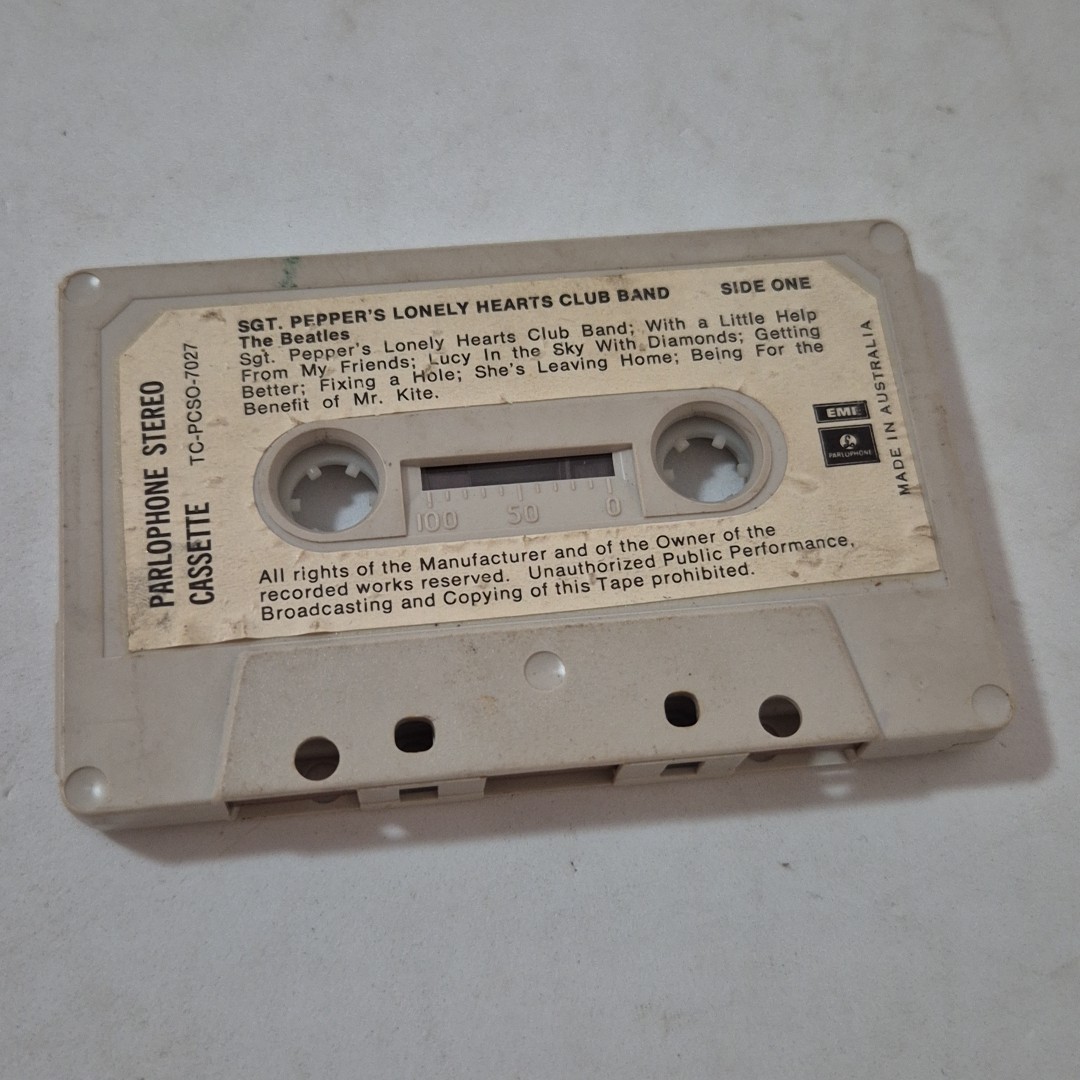 SGT. PEPPER'S LONELY HEARTS CLUB BAND SIDE ONE
The Beatles
Sgt. Pepper's Lonely Hearts Club Band; With a Little Help
From My Friends; Lucy In the Sky With Diamonds; Getting
Better; Fixing a Hole; She's Leaving Home; Being For the
Benefit of Mr. Kite.
PARLOPHONE STEREO
CASSETTE TC-PCSO-7027
EMI
PARLOPHONE
MADE IN AUSTRALIA
100 50 0
All rights of the Manufacturer and of the Owner of the
recorded works reserved. Unauthorized Public Performance,
Broadcasting and Copying of this Tape prohibited.